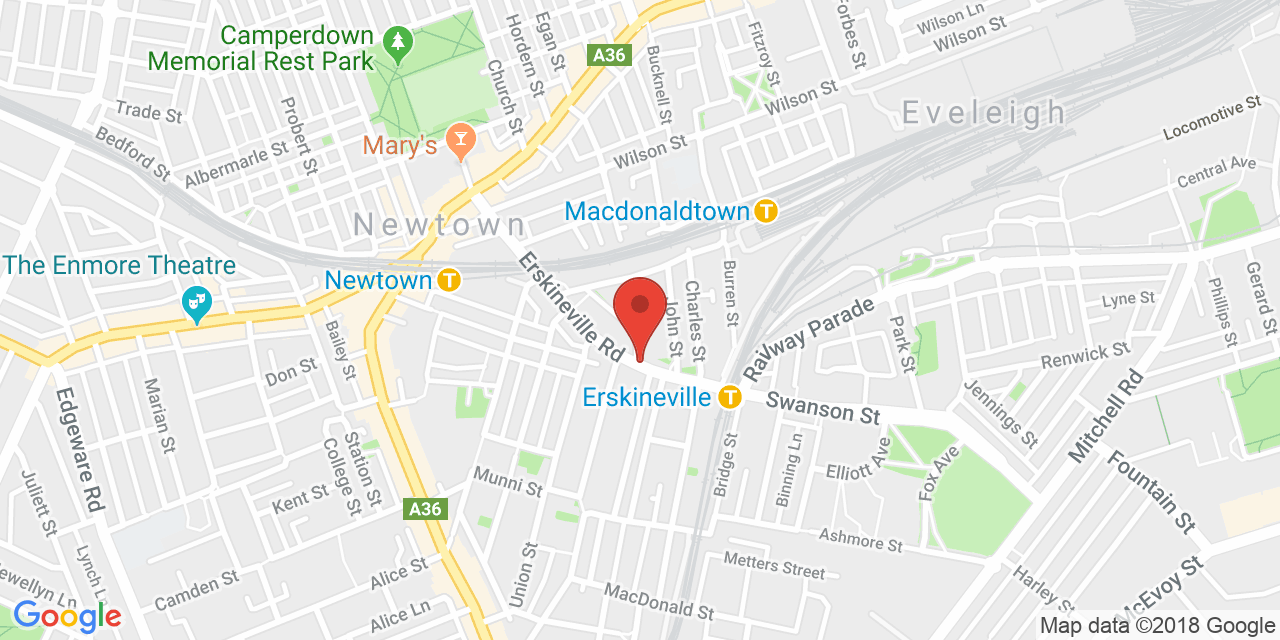 Camperdown
Memorial Rest Park
Trade St
Bedford St
Probert St
Albermarle St
Church St
Hordern St
Egan St
A36
Bucknell St
Fitzroy St
Forbes St
Wilson Ln
Wilson St
Wilson St
Wilson St
Eveleigh
Locomotive St
Central Ave
Mary's
Newtown
Macdonaldtown
T
The Enmore Theatre
Newtown
T
Erskineville Rd
John St
Charles St
Burren St
Railway Parade
Park St
Lyne St
Renwick St
Phillips St
Gerard St
Bailey St
Don St
Marian St
Edgeware Rd
Erskineville
T
Swanson St
Jennings St
Mitchell Rd
Fountain St
McEvoy St
Elliott Ave
Fox Ave
Binning Ln
Bridge St
Station St
College St
Kent St
Munni St
A36
Juliett St
Lynch La
lewellyn Ln
Camden St
Alice St
Alice Ln
Union St
MacDonald St
Metters Street
Ashmore St
Harley St
Google
Map data ©2018 Google